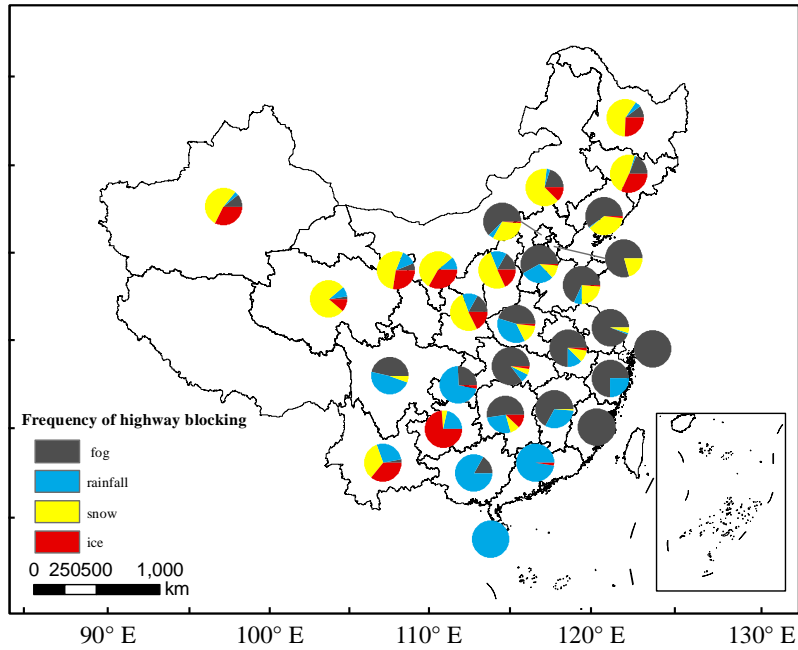 Frequency of highway blocking
fog
rainfall
snow
ice
0 250500 1,000
km
90° E 100° E 110° E 120° E 130° E